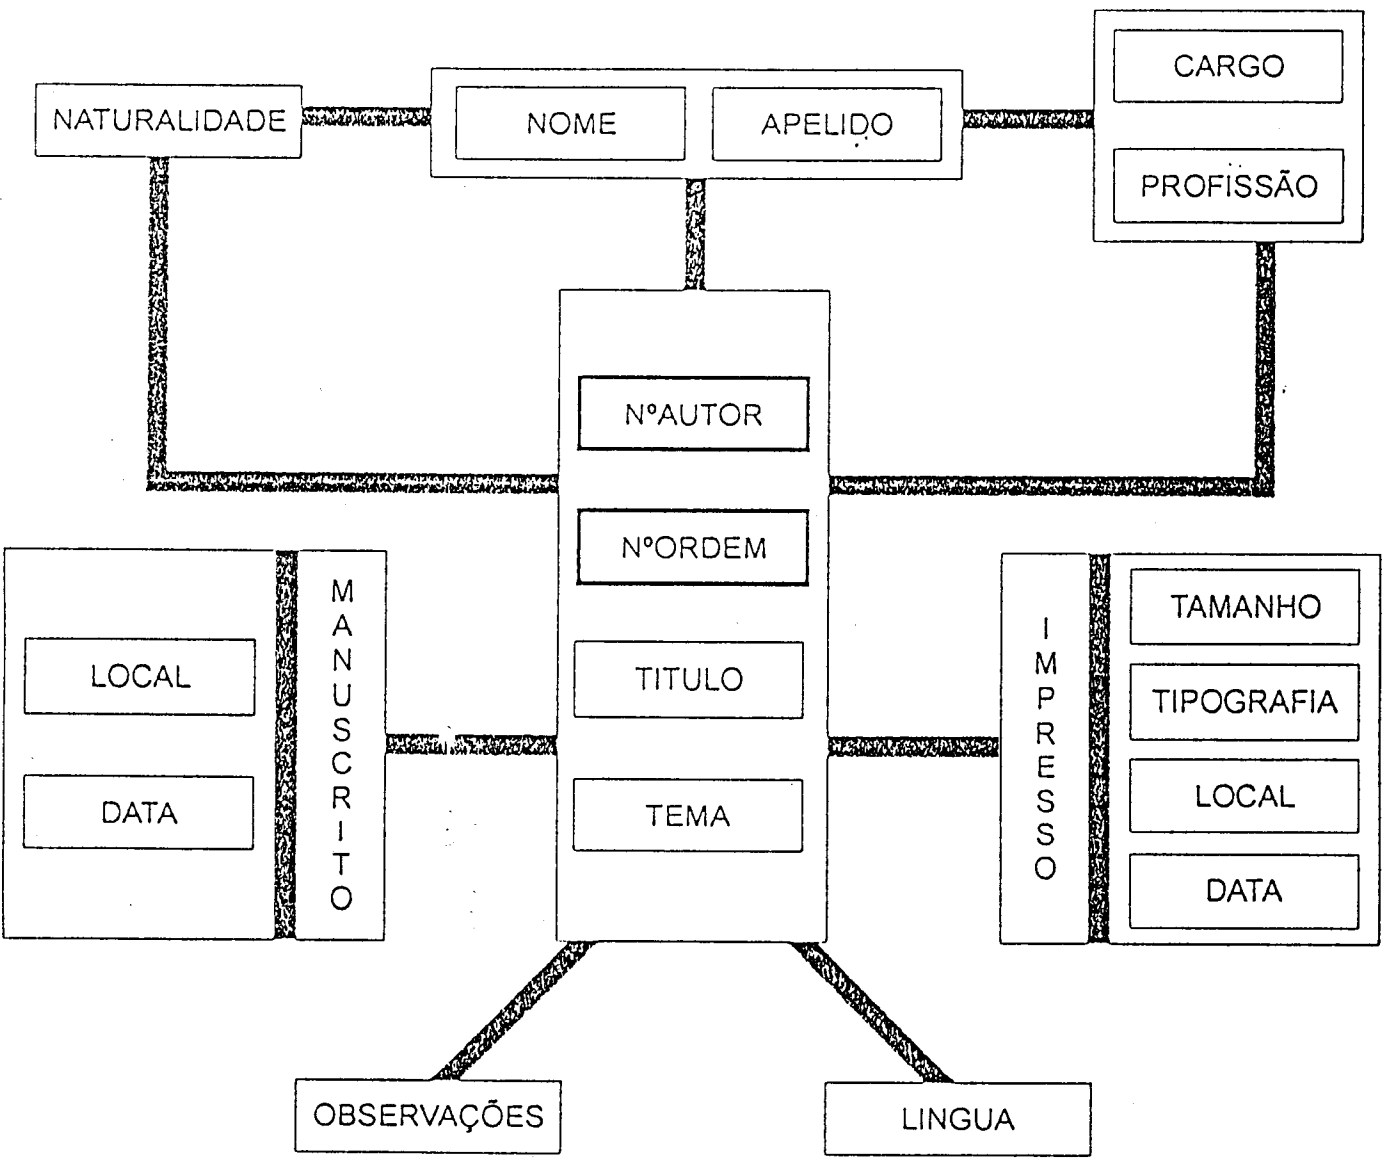 NATURALIDADE
NOME
APELIDO
CARGO
PROFISSÃO
NºAUTOR
NºORDEM
TITULO
TEMA
LOCAL
DATA
MANUSCRITO
IMPRESSO
TAMANHO
TIPOGRAFIA
LOCAL
DATA
OBSERVAÇÕES
LINGUA